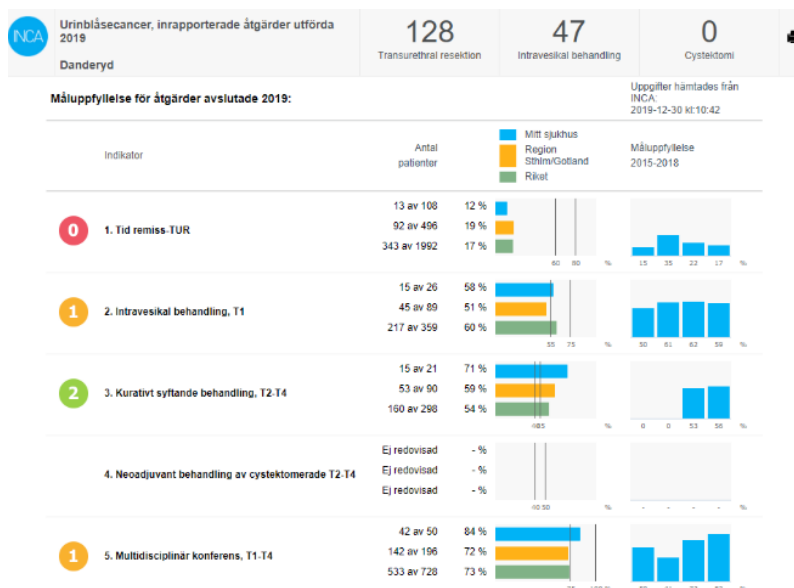 INCA
Urinblåsecancer, inrapporterade åtgärder utförda
2019
Danderyd
128
Transurethral resektion
47
Intravesikal behandling
0
Cystektomi
Måluppfyllelse för åtgärder avslutade 2019:
Uppgifter hämtades från
INCA:
2019-12-30 kl:10:42
Indikator
Antal
patienter
Mitt sjukhus
Region
Sthlm/Gotland
Riket
Måluppfyllelse
2015-2018
0
1. Tid remiss-TUR
13 av 108 12 %
92 av 496 19 %
343 av 1992 17 %
60 80 %
15 35 22 17 %
1
2. Intravesikal behandling, T1
15 av 26 58 %
45 av 89 51 %
217 av 359 60 %
55 75 %
50 61 62 59 %
2
3. Kurativt syftande behandling, T2-T4
15 av 21 71 %
53 av 90 59 %
160 av 298 54 %
%
0 0 53 56 %
4. Neoadjuvant behandling av cystektomerade T2-T4
Ej redovisad - %
Ej redovisad - %
Ej redovisad - %
40 50 %
- - - - %
1
5. Multidisciplinär konferens, T1-T4
42 av 50 84 %
142 av 196 72 %
533 av 728 73 %